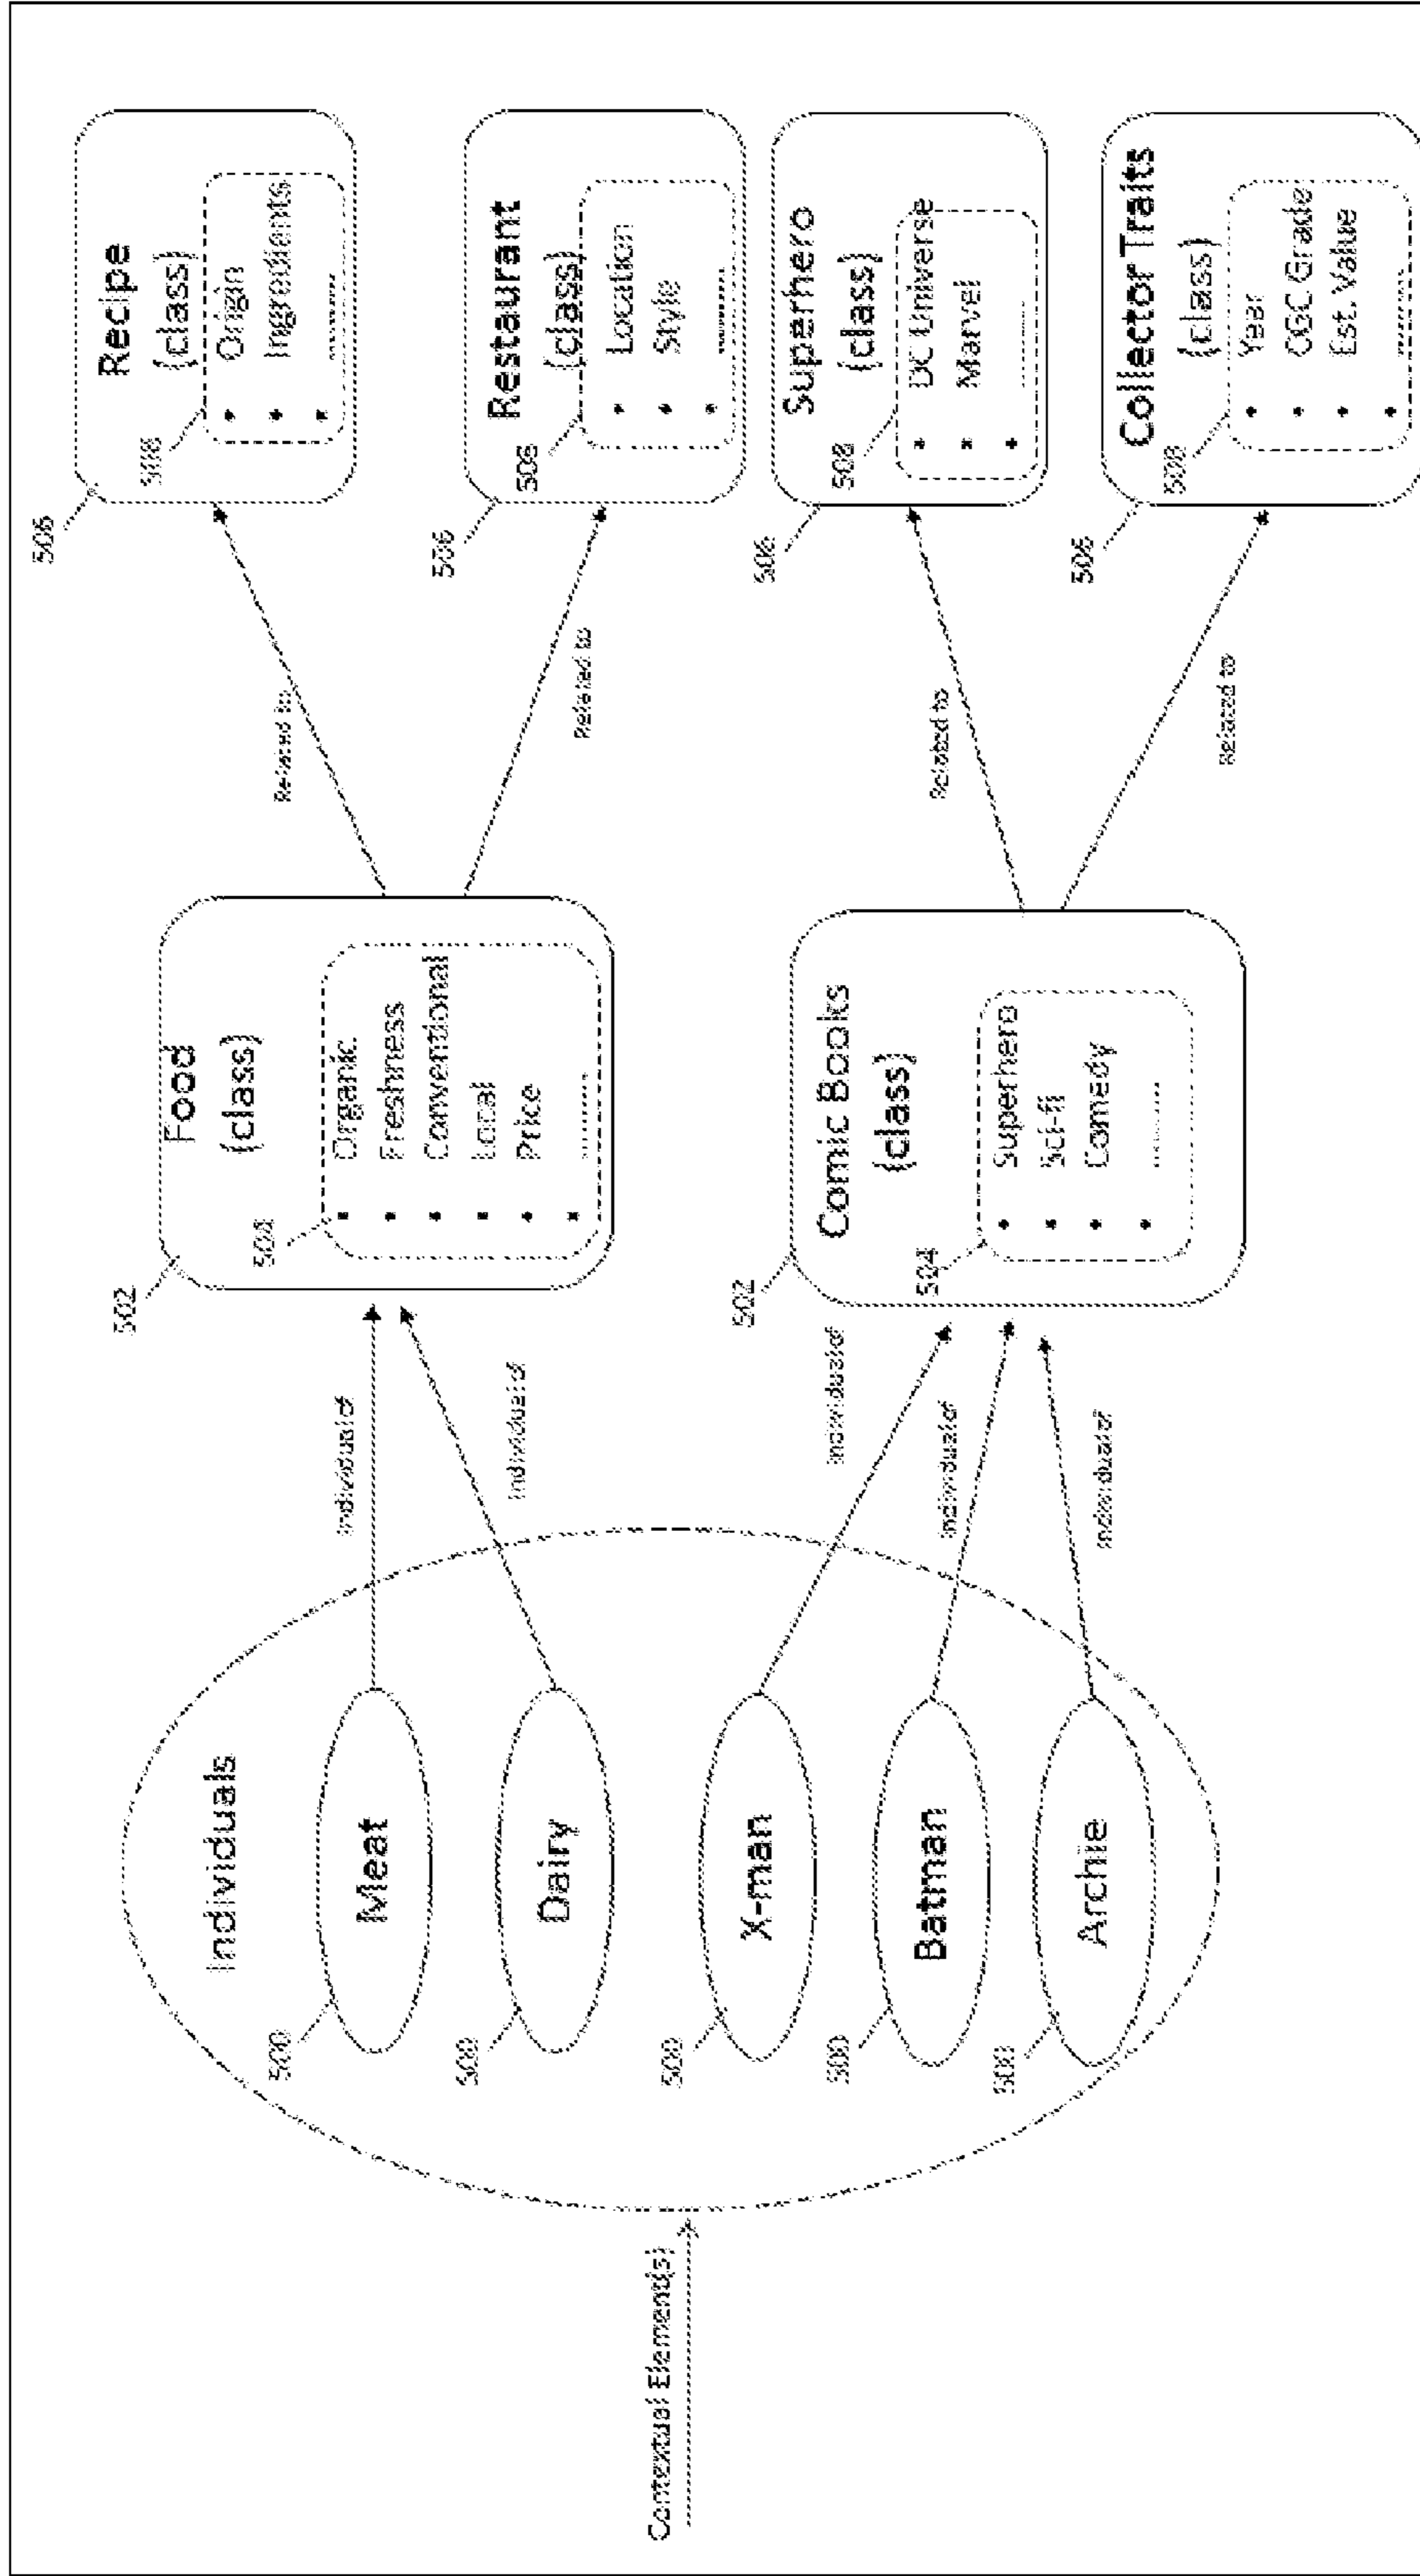 Contextual Element(s)
Individuals
500
Meat
500
Dairy
500
X-man
500
Batman
500
Archie
Individual of
Individual of
Individual of
Individual of
Individual of
502
Food
(class)
504
Organic
Freshness
Conventional
Local
Price
..........
502
Comic Books
(class)
504
Superhero
Sci-fi
Comedy
..........
Related to
Related to
Related to
Related to
506
Recipe
(class)
508
Origin
Ingredients
..........
506
Restaurant
(class)
508
Location
Style
..........
506
Superhero
(class)
508
DC Universe
Marvel
..........
506
Collector Traits
(class)
508
Year
CGC Grade
Est. Value
..........